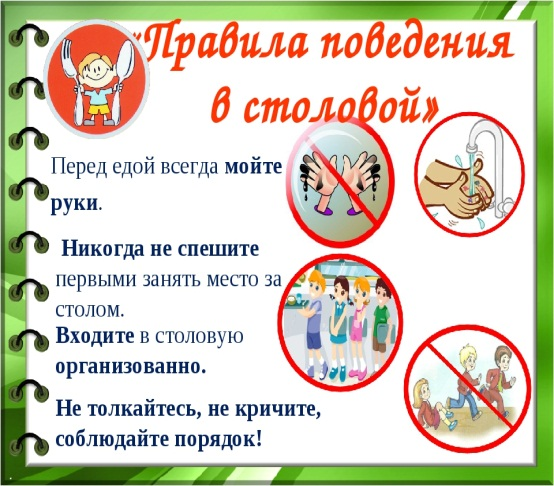 «Правила поведения
в столовой»
Перед едой всегда мойте
руки.
Никогда не спешите
первыми занять место за
столом.
Входите в столовую
организованно.
Не толкайтесь, не кричите,
соблюдайте порядок!